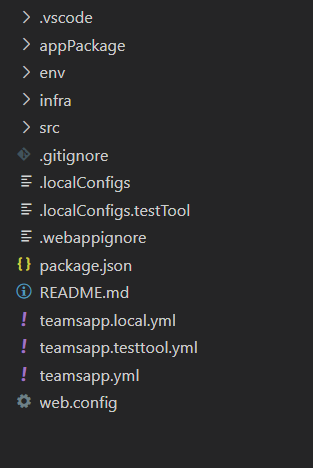 .vscode
appPackage
env
infra
src
.gitignore
.localConfigs
.localConfigs.testTool
.webappignore
package.json
README.md
teamsapp.local.yml
teamsapp.testtool.yml
teamsapp.yml
web.config